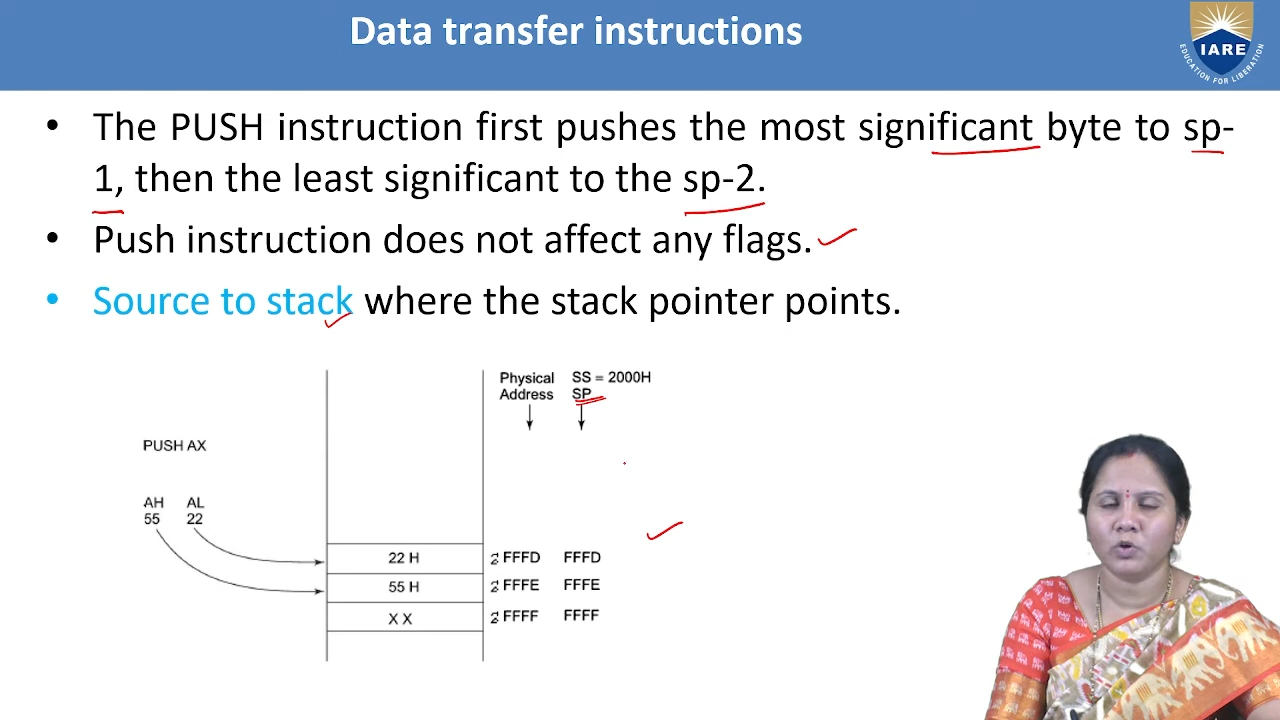 Data transfer instructions
IARE
EDUCATION FOR LIBERATION
• The PUSH instruction first pushes the most significant byte to sp-
1, then the least significant to the sp-2.
• Push instruction does not affect any flags.
• Source to stack where the stack pointer points.
Physical SS = 2000H
Address SP
PUSH AX
AH AL
55 22
22 H 2FFFD FFFD
55 H 2FFFE FFFE
X X 2FFFF FFFF